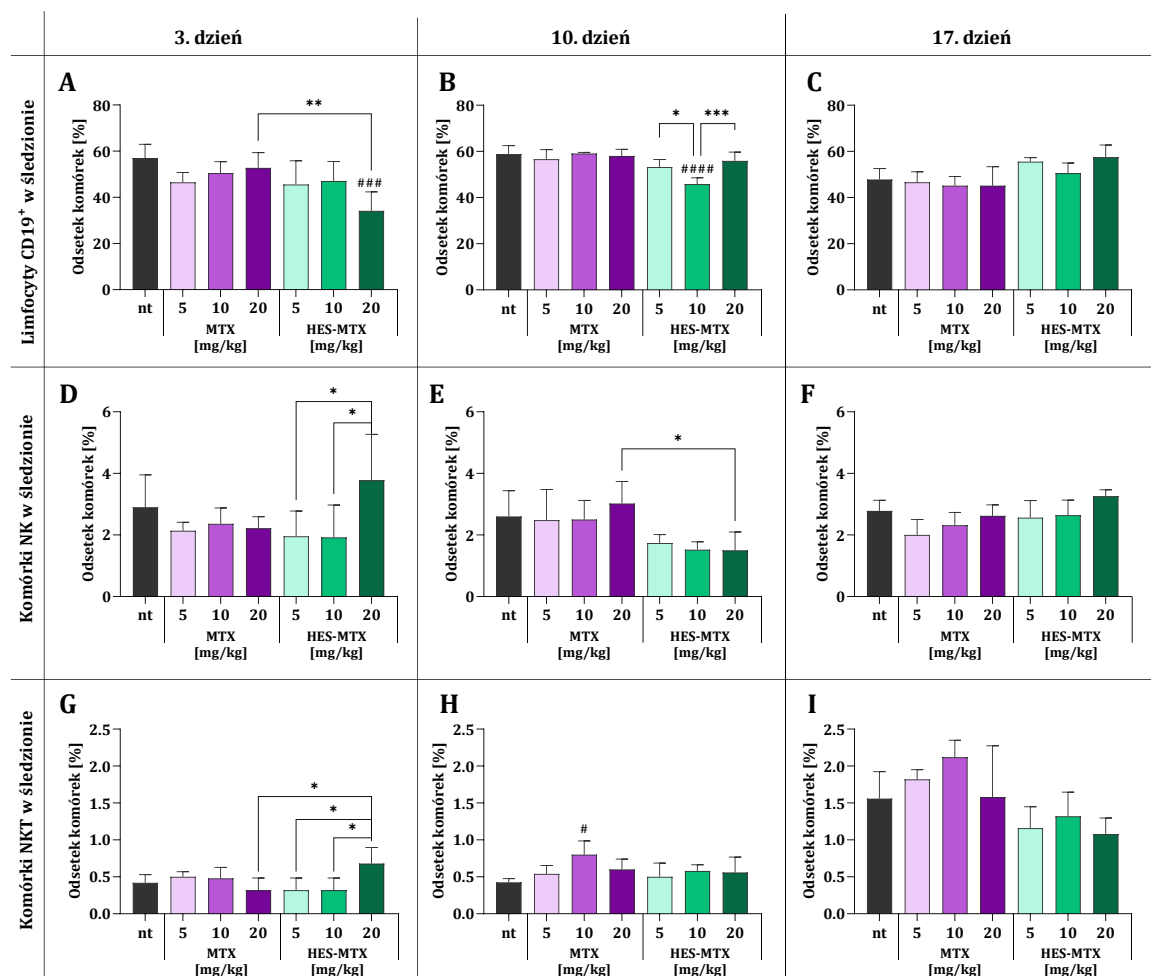 3. dzień
10. dzień
17. dzień
Limfocyty CD19⁺ w śledzionie
A
Odsetek komórek [%]
80
60
40
20
0
**
###
nt 5 10 20 5 10 20
MTX HES-MTX
[mg/kg] [mg/kg]
B
Odsetek komórek [%]
80
60
40
20
0
* ***
####
nt 5 10 20 5 10 20
MTX HES-MTX
[mg/kg] [mg/kg]
C
Odsetek komórek [%]
80
60
40
20
0
nt 5 10 20 5 10 20
MTX HES-MTX
[mg/kg] [mg/kg]
Komórki NK w śledzionie
D
Odsetek komórek [%]
6
4
2
0
*
*
nt 5 10 20 5 10 20
MTX HES-MTX
[mg/kg] [mg/kg]
E
Odsetek komórek [%]
6
4
2
0
*
nt 5 10 20 5 10 20
MTX HES-MTX
[mg/kg] [mg/kg]
F
Odsetek komórek [%]
6
4
2
0
nt 5 10 20 5 10 20
MTX HES-MTX
[mg/kg] [mg/kg]
Komórki NKT w śledzionie
G
Odsetek komórek [%]
2.5
2.0
1.5
1.0
0.5
0.0
*
*
*
nt 5 10 20 5 10 20
MTX HES-MTX
[mg/kg] [mg/kg]
H
Odsetek komórek [%]
2.5
2.0
1.5
1.0
0.5
0.0
#
nt 5 10 20 5 10 20
MTX HES-MTX
[mg/kg] [mg/kg]
I
Odsetek komórek [%]
2.5
2.0
1.5
1.0
0.5
0.0
nt 5 10 20 5 10 20
MTX HES-MTX
[mg/kg] [mg/kg]